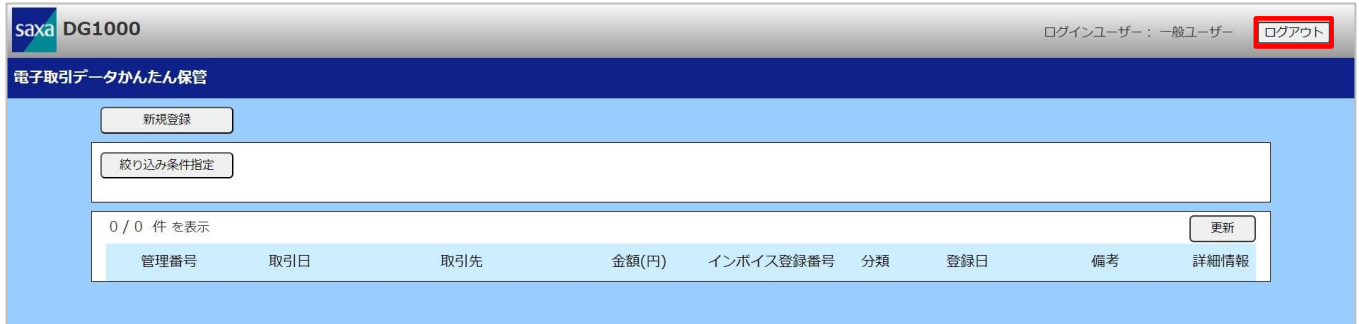 saxa DG1000 ログインユーザー： 一般ユーザー ログアウト
電子取引データかんたん保管
新規登録
絞り込み条件指定
0 / 0 件 を表示 更新
管理番号 取引日 取引先 金額(円) インボイス登録番号 分類 登録日 備考 詳細情報